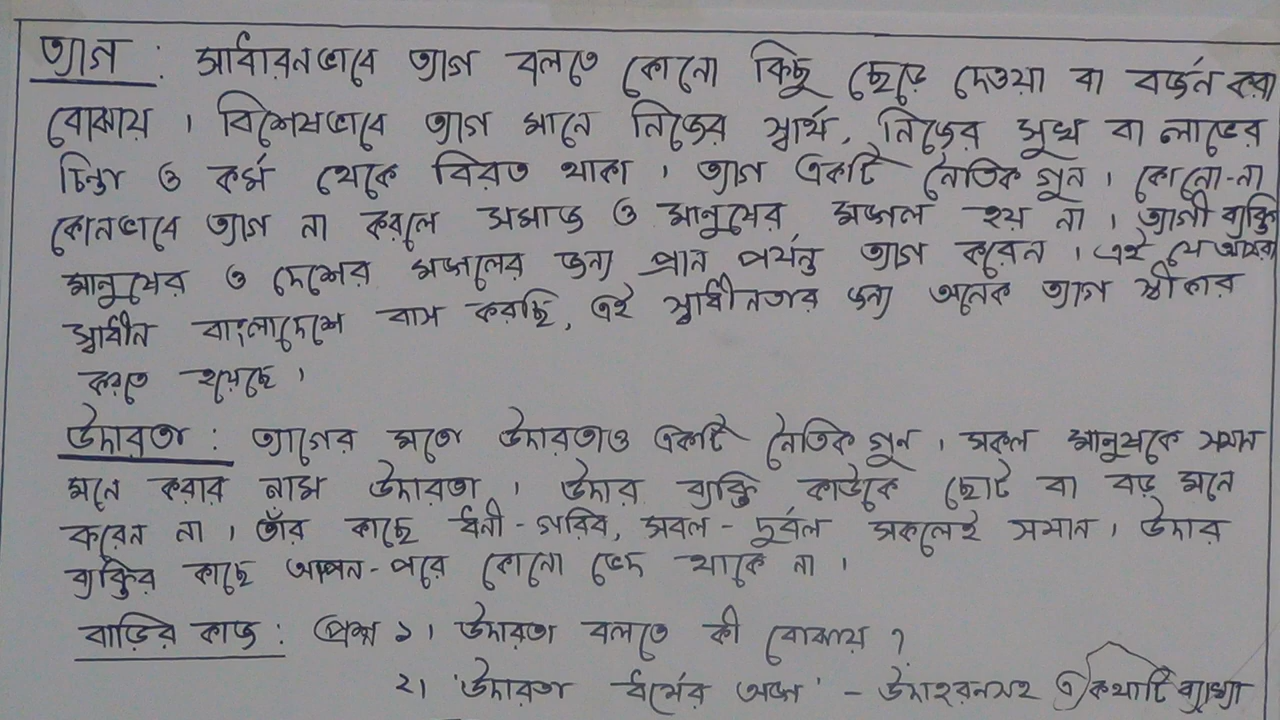 ত্যাগ : সাধারনভাবে ত্যাগ বলতে কোনো কিছু ছেড়ে দেওয়া বা বর্জন করা
বোঝায় । বিশেষভাবে ত্যাগ মানে নিজের স্বার্থ, নিজের সুখ বা লাভের
চিন্তা ও কর্ম থেকে বিরত থাকা । ত্যাগ একটি নৈতিক গুন । কোনো-না
কোনভাবে ত্যাগ না করলে সমাজ ও মানুষের মঙ্গল হয় না । ত্যাগী ব্যক্তি
মানুষের ও দেশের মঙ্গলের জন্য প্রান পর্যন্ত ত্যাগ করেন । এই যে আমরা
স্বাধীন বাংলাদেশে বাস করছি, এই স্বাধীনতার জন্য অনেক ত্যাগ স্বীকার
করতে হয়েছে ।
উদারতা : ত্যাগের মতো উদারতাও একটি নৈতিক গুন । সকল মানুষকে সমান
মনে করার নাম উদারতা । উদার ব্যক্তি কাউকে ছোট বা বড় মনে
করেন না । তাঁর কাছে ধনী - গরিব, সবল - দুর্বল সকলেই সমান । উদার
ব্যক্তির কাছে আপন-পরে কোনো ভেদ থাকে না ।
বাড়ির কাজ : প্রশ্ন ১। উদারতা বলতে কী বোঝায় ?
২। 'উদারতা ধর্মের অঙ্গ' - উদাহরনসহ এ কথাটি ব্যাখ্যা